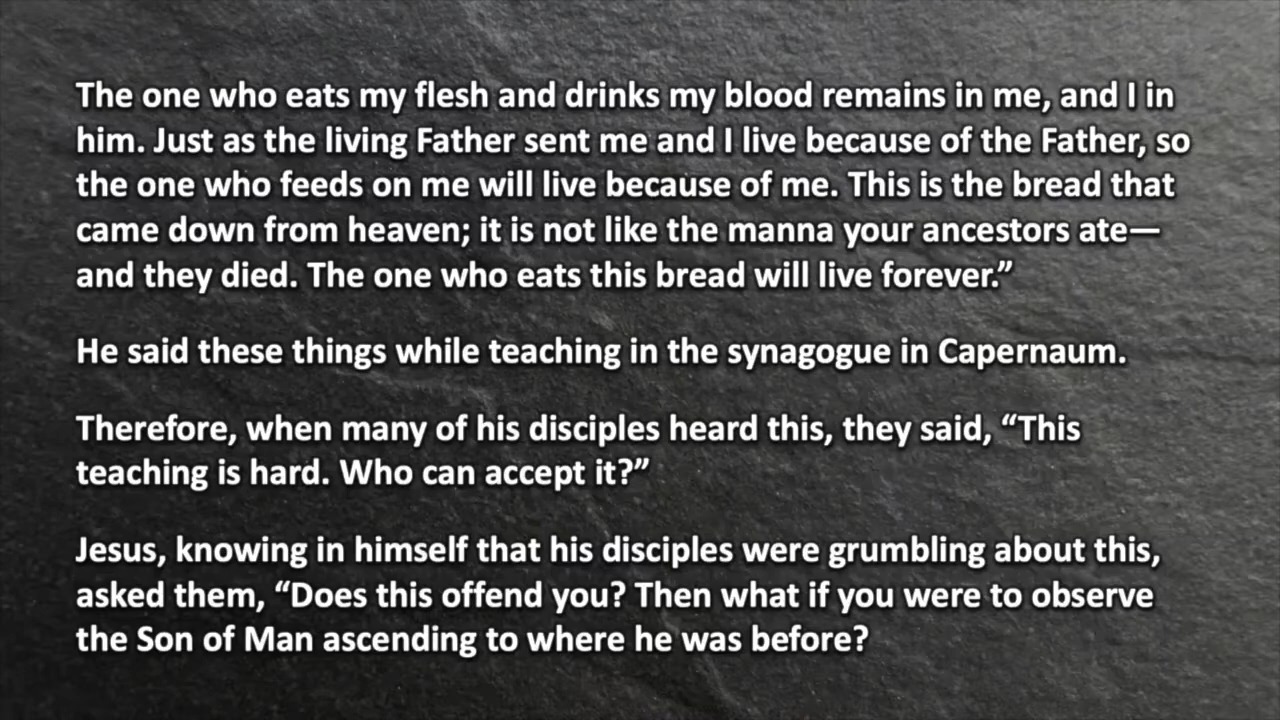 The one who eats my flesh and drinks my blood remains in me, and I in
him. Just as the living Father sent me and I live because of the Father, so
the one who feeds on me will live because of me. This is the bread that
came down from heaven; it is not like the manna your ancestors ate—
and they died. The one who eats this bread will live forever.”
He said these things while teaching in the synagogue in Capernaum.
Therefore, when many of his disciples heard this, they said, “This
teaching is hard. Who can accept it?”
Jesus, knowing in himself that his disciples were grumbling about this,
asked them, “Does this offend you? Then what if you were to observe
the Son of Man ascending to where he was before?